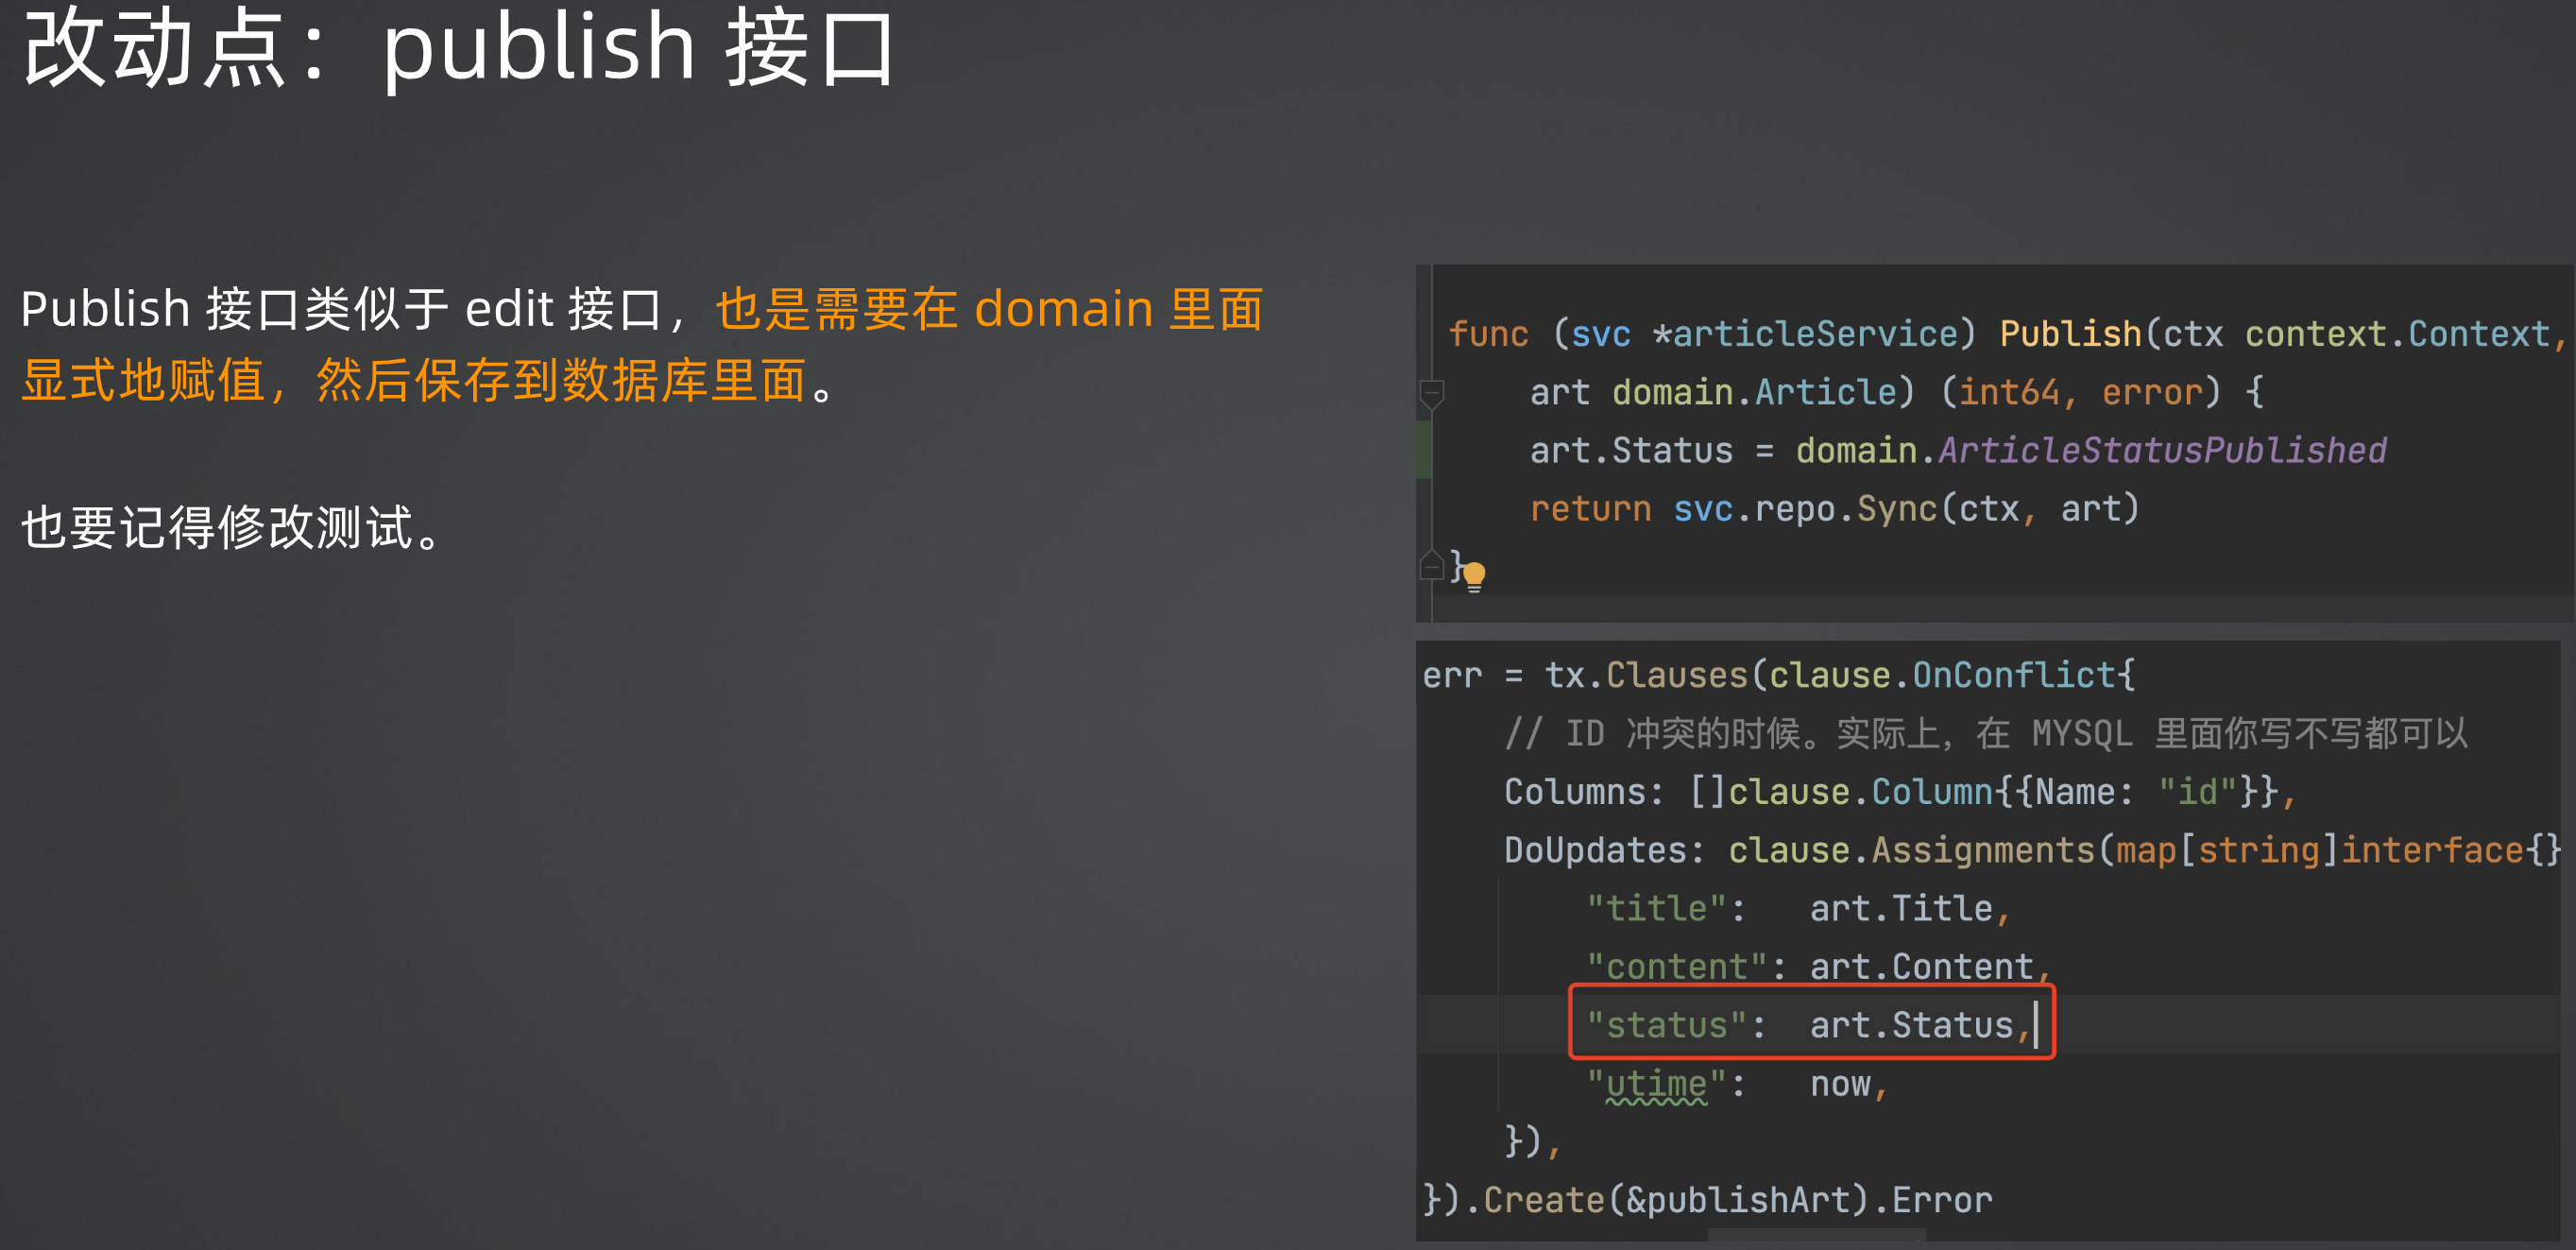 改动点：publish 接口
Publish 接口类似于 edit 接口，也是需要在 domain 里面
显式地赋值，然后保存到数据库里面。
也要记得修改测试。
func (svc *articleService) Publish(ctx context.Context,
art domain.Article) (int64, error) {
art.Status = domain.ArticleStatusPublished
return svc.repo.Sync(ctx, art)
}
err = tx.Clauses(clause.OnConflict{
// ID 冲突的时候。实际上，在 MYSQL 里面你写不写都可以
Columns: []clause.Column{{Name: "id"}},
DoUpdates: clause.Assignments(map[string]interface{}
"title": art.Title,
"content": art.Content,
"status": art.Status,
"utime": now,
}),
}).Create(&publishArt).Error